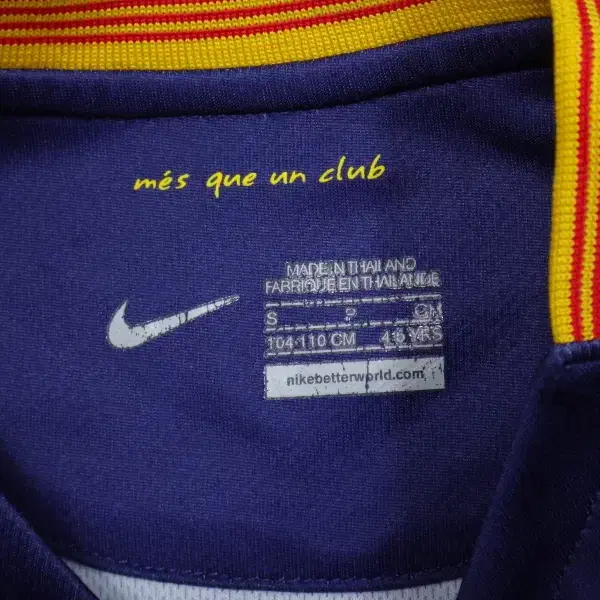 més que un club
MADE IN THAILAND
FABRIQUE EN THAILANDE
S P CH
104-110 CM 4-5 YRS
nikebetterworld.com